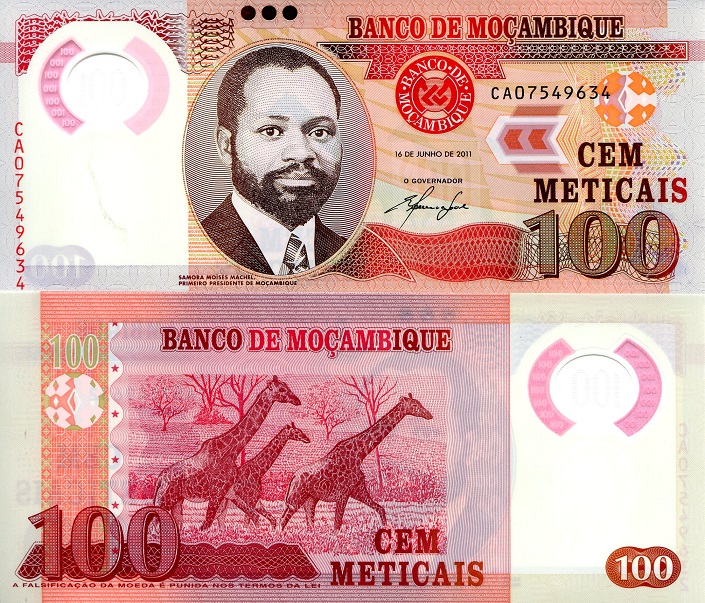 BANCO DE MOÇAMBIQUE
BANCO DE MOÇAMBIQUE
CA07549634
CA07549634
16 DE JUNHO DE 2011
O GOVERNADOR
CEM
METICAIS
100
100
SAMORA MOISÉS MACHEL,
PRIMEIRO PRESIDENTE DE MOÇAMBIQUE
100
BANCO DE MOÇAMBIQUE
100
CEM
METICAIS
100
A FALSIFICAÇÃO DA MOEDA É PUNIDA NOS TERMOS DA LEI